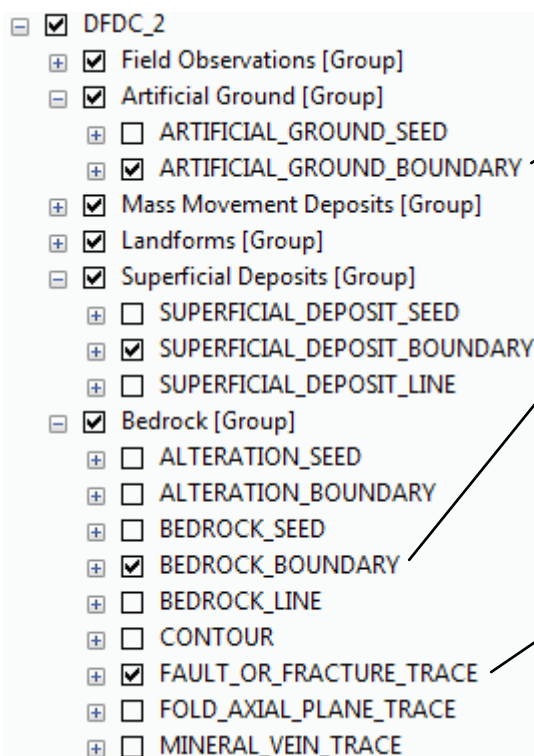 DFDC_2
Field Observations [Group]
Artificial Ground [Group]
ARTIFICIAL_GROUND_SEED
ARTIFICIAL_GROUND_BOUNDARY
Mass Movement Deposits [Group]
Landforms [Group]
Superficial Deposits [Group]
SUPERFICIAL_DEPOSIT_SEED
SUPERFICIAL_DEPOSIT_BOUNDARY
SUPERFICIAL_DEPOSIT_LINE
Bedrock [Group]
ALTERATION_SEED
ALTERATION_BOUNDARY
BEDROCK_SEED
BEDROCK_BOUNDARY
BEDROCK_LINE
CONTOUR
FAULT_OR_FRACTURE_TRACE
FOLD_AXIAL_PLANE_TRACE
MINERAL_VEIN_TRACE